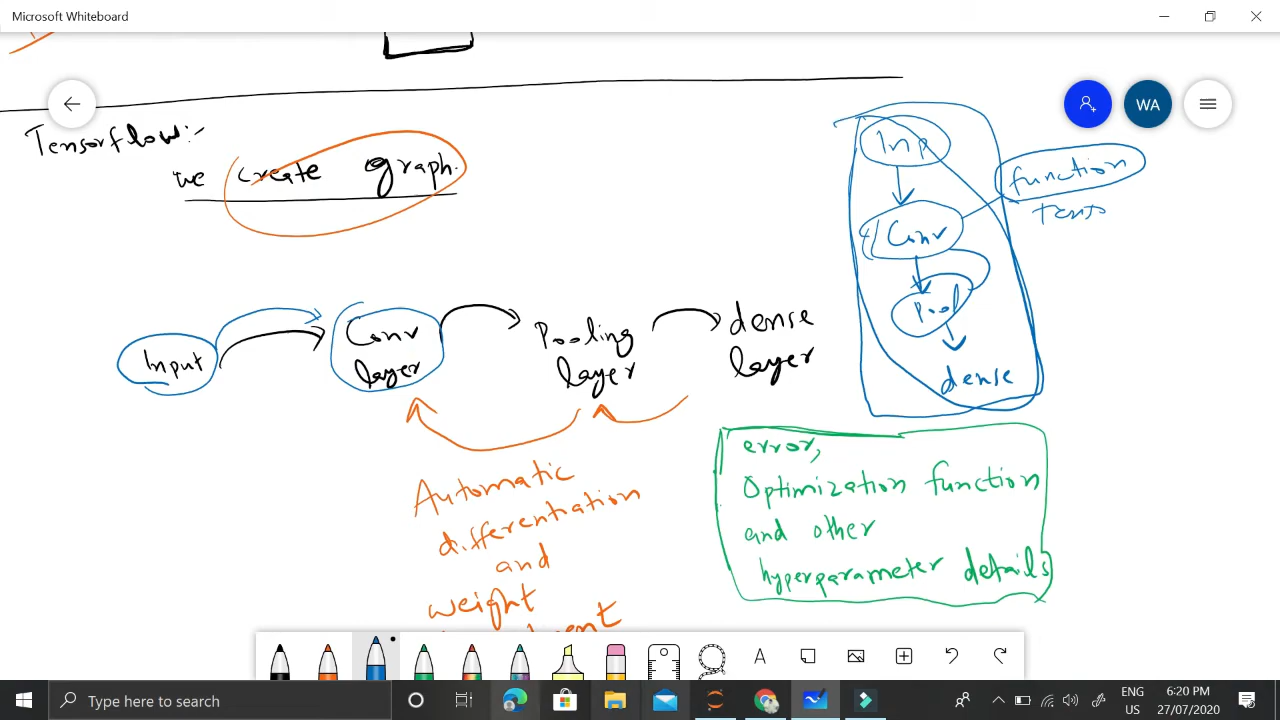 Microsoft Whiteboard
WA
Tensorflow:-
we create graph.
Inp
function
Tens
Conv
Pool
dense
Input
Conv
layer
Pooling
layer
dense
layer
Automatic
differentiation
and
weight
error,
Optimization function
and other
hyperparameter details
Type here to search
ENG
US
6:20 PM
27/07/2020